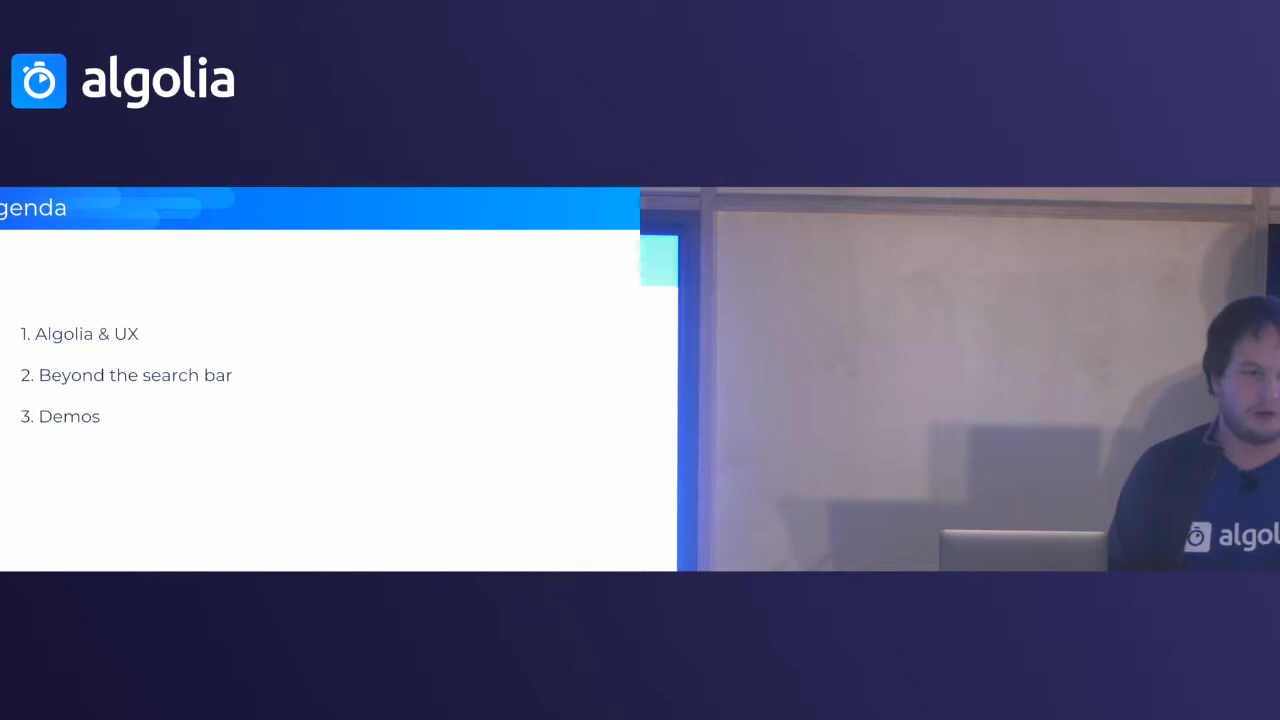 algolia
genda
1. Algolia & UX
2. Beyond the search bar
3. Demos
algol